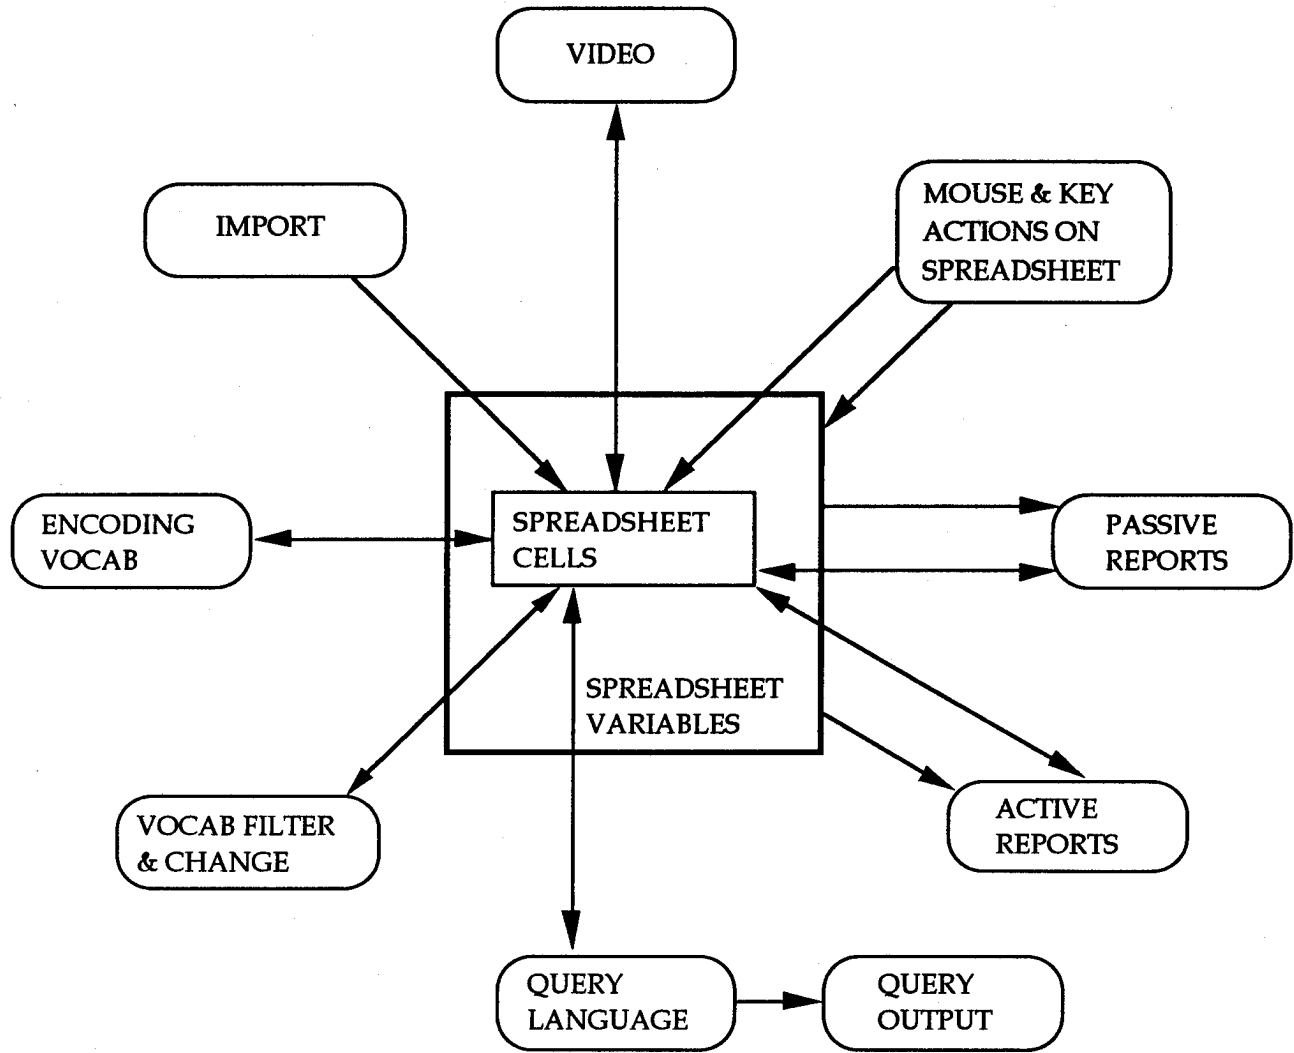 VIDEO
IMPORT
MOUSE & KEY
ACTIONS ON
SPREADSHEET
ENCODING
VOCAB
SPREADSHEET
CELLS
PASSIVE
REPORTS
SPREADSHEET
VARIABLES
VOCAB FILTER
& CHANGE
ACTIVE
REPORTS
QUERY
LANGUAGE
QUERY
OUTPUT